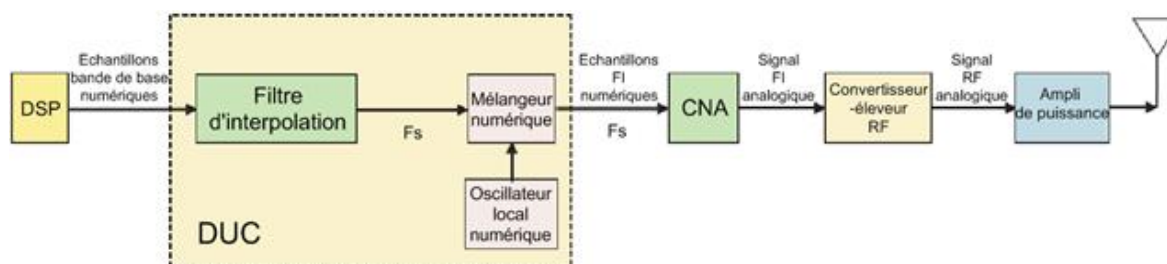 DSP
Echantillons
bande de base
numériques
Filtre
d'interpolation
Fs
Mélangeur
numérique
Oscillateur
local
numérique
DUC
Echantillons
FI
numériques
Fs
CNA
Signal
FI
analogique
Convertisseur
-éleveur
RF
Signal
RF
analogique
Ampli
de puissance